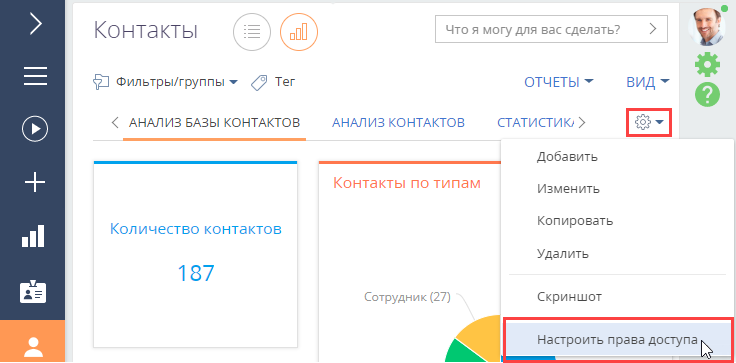 Контакты
Что я могу для вас сделать?
Фильтры/группы
Тег
ОТЧЕТЫ
ВИД
АНАЛИЗ БАЗЫ КОНТАКТОВ
АНАЛИЗ КОНТАКТОВ
СТАТИСТИКА
Добавить
Изменить
Копировать
Удалить
Скриншот
Настроить права доступа
Количество контактов
187
Контакты по типам
Сотрудник (27)